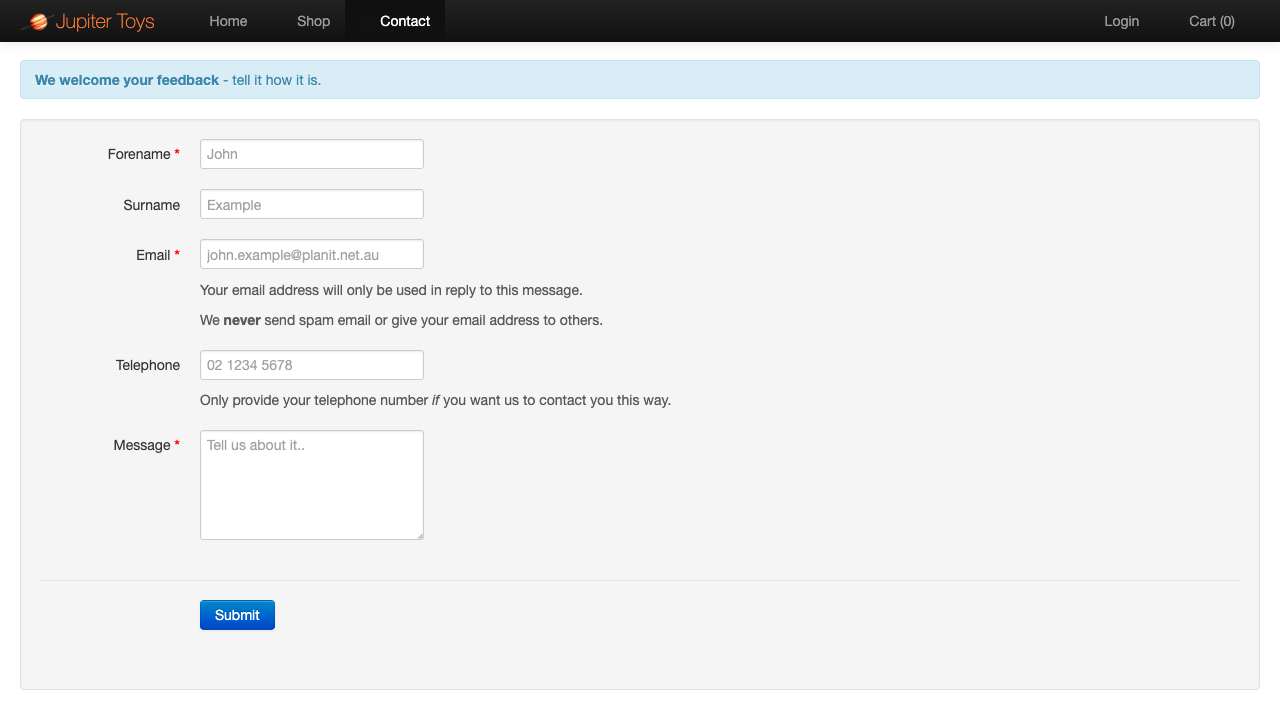 Jupiter Toys Home Shop Contact Login Cart (0)
We welcome your feedback - tell it how it is.
Forename * John
Surname Example
Email * john.example@planit.net.au
Your email address will only be used in reply to this message.
We never send spam email or give your email address to others.
Telephone 02 1234 5678
Only provide your telephone number if you want us to contact you this way.
Message * Tell us about it..
Submit